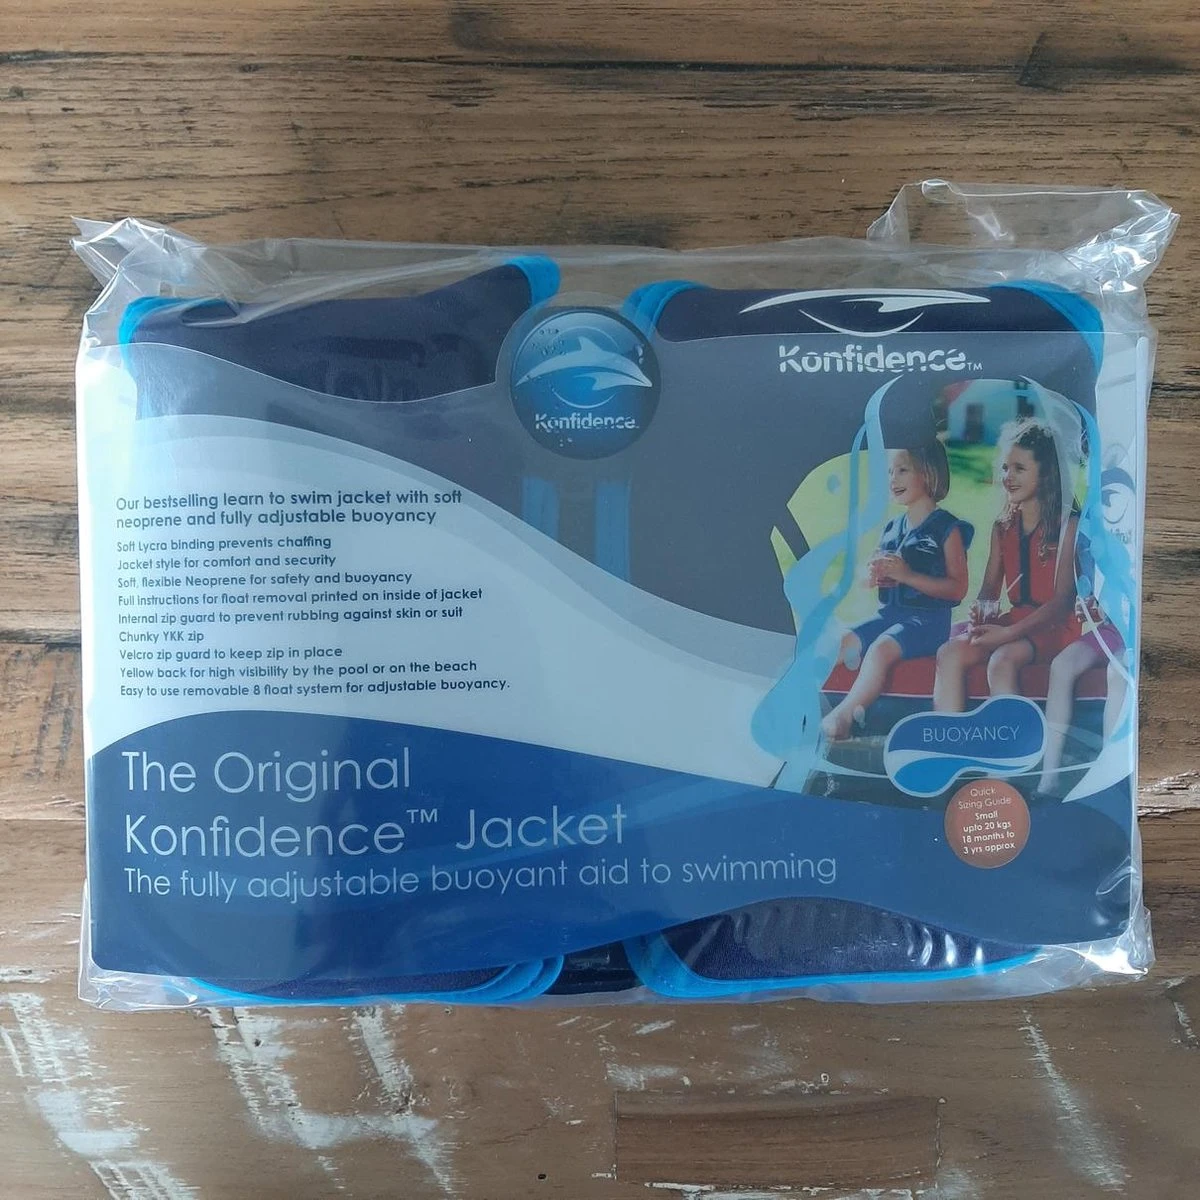 Konfidence™
Konfidence
Our bestselling learn to swim jacket with soft
neoprene and fully adjustable buoyancy
Soft Lycra binding prevents chaffing
Jacket style for comfort and security
Soft, flexible Neoprene for safety and buoyancy
Full instructions for float removal printed on inside of jacket
Internal zip guard to prevent rubbing against skin or suit
Chunky YKK zip
Velcro zip guard to keep zip in place
Yellow back for high visibility by the pool or on the beach
Easy to use removable 8 float system for adjustable buoyancy.
BUOYANCY
Quick
Sizing Guide
Small
upto 20 kgs
18 months to
3 yrs approx
The Original
Konfidence™ Jacket
The fully adjustable buoyant aid to swimming